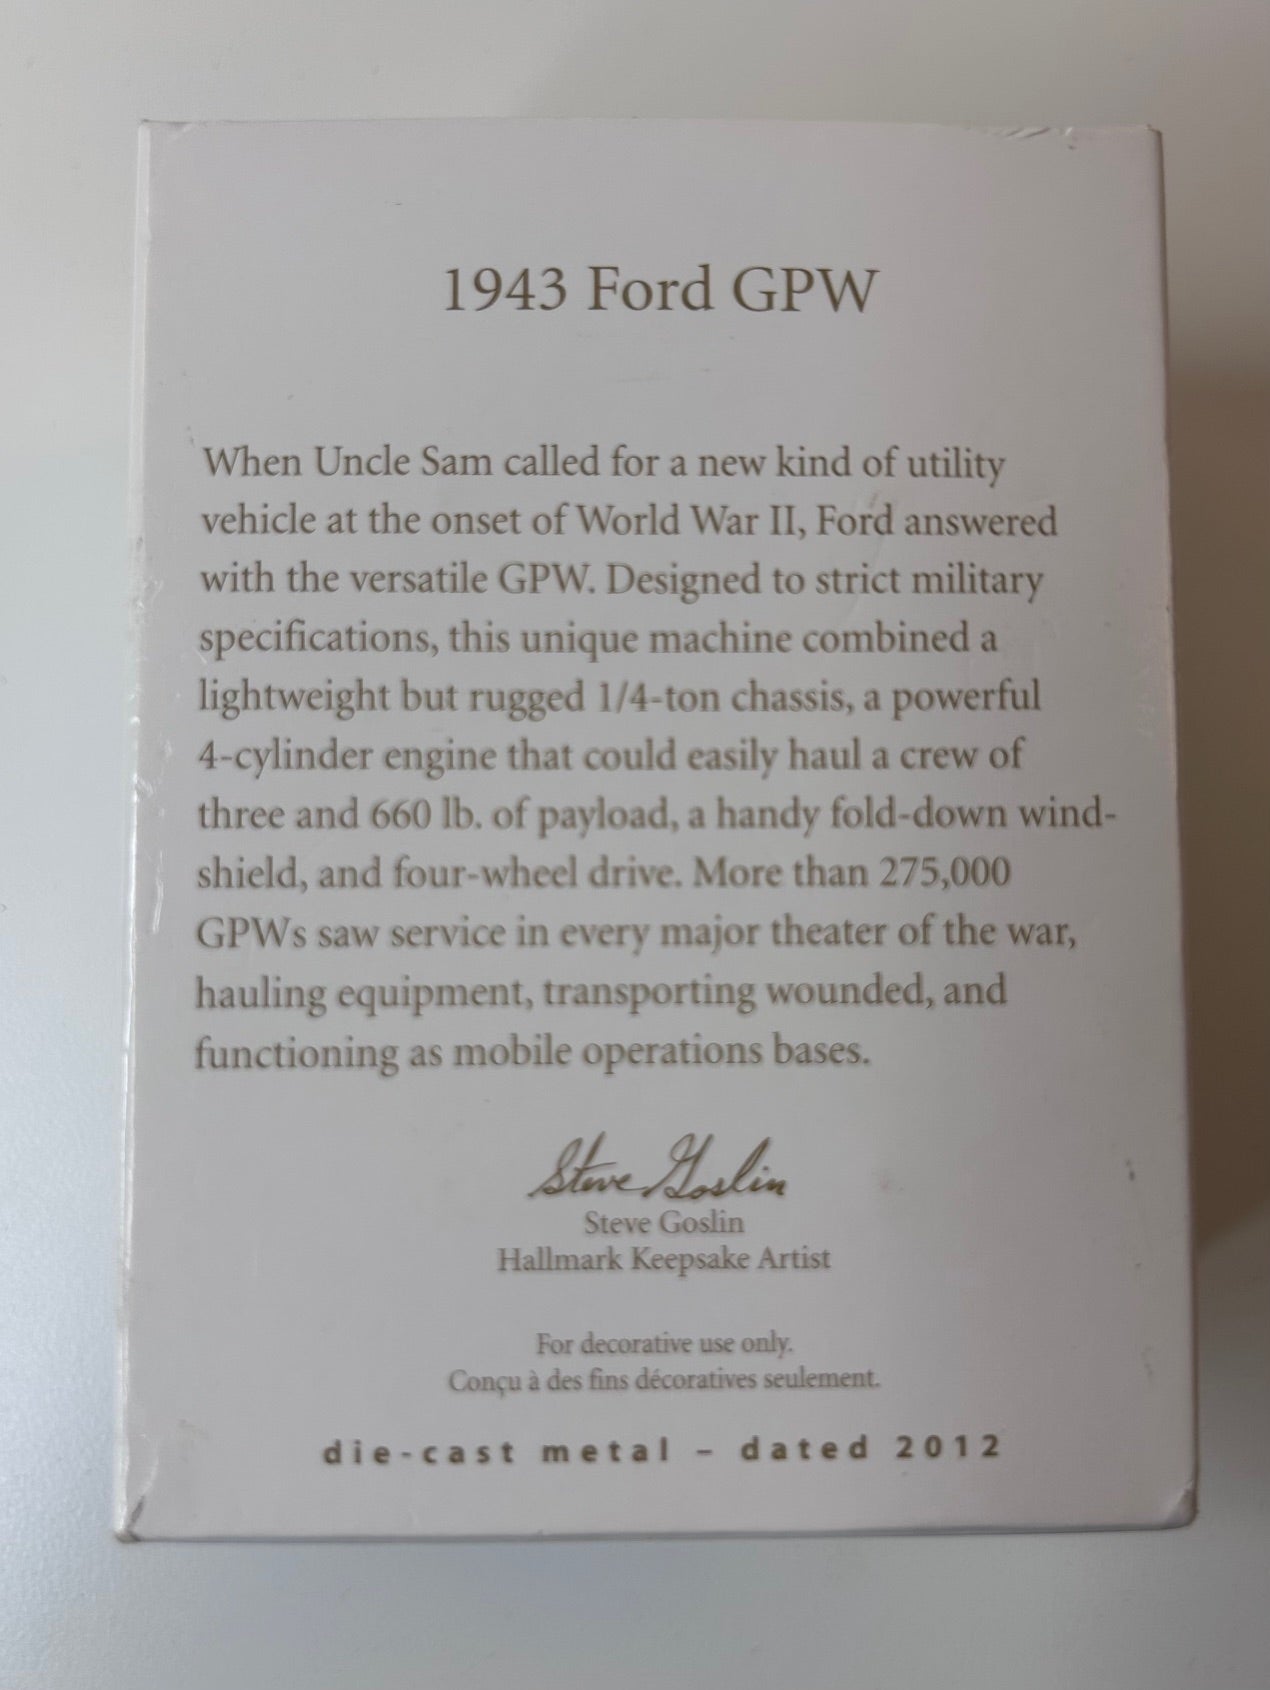 1943 Ford GPW
When Uncle Sam called for a new kind of utility
vehicle at the onset of World War II, Ford answered
with the versatile GPW. Designed to strict military
specifications, this unique machine combined a
lightweight but rugged 1/4-ton chassis, a powerful
4-cylinder engine that could easily haul a crew of
three and 660 lb. of payload, a handy fold-down wind-
shield, and four-wheel drive. More than 275,000
GPWs saw service in every major theater of the war,
hauling equipment, transporting wounded, and
functioning as mobile operations bases.
Steve Goslin
Steve Goslin
Hallmark Keepsake Artist
For decorative use only.
Conçu à des fins décoratives seulement.
die-cast metal – dated 2012